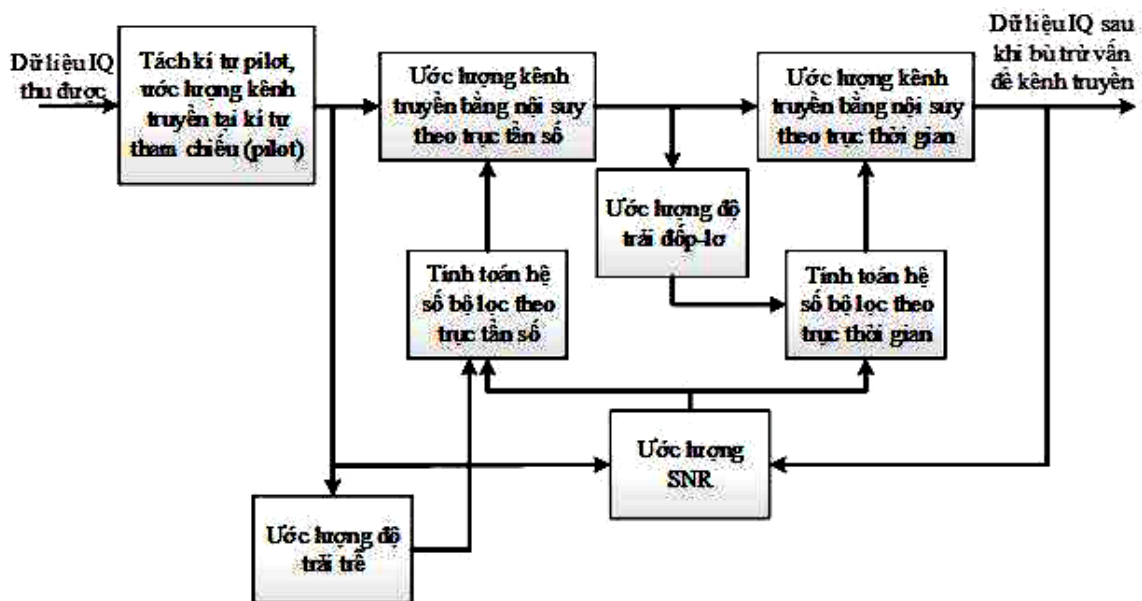 Dữ liệu IQ
thu được
Tách kí tự pilot,
ước lượng kênh
truyền tại kí tự
tham chiếu (pilot)
Ước lượng kênh
truyền bằng nội suy
theo trục tần số
Ước lượng kênh
truyền bằng nội suy
theo trục thời gian
Dữ liệu IQ sau
khi bù trừ vấn
đề kênh truyền
Ước lượng độ
trải đốp-lơ
Tính toán hệ
số bộ lọc theo
trục tần số
Tính toán hệ
số bộ lọc theo
trục thời gian
Ước lượng
SNR
Ước lượng độ
trải trễ